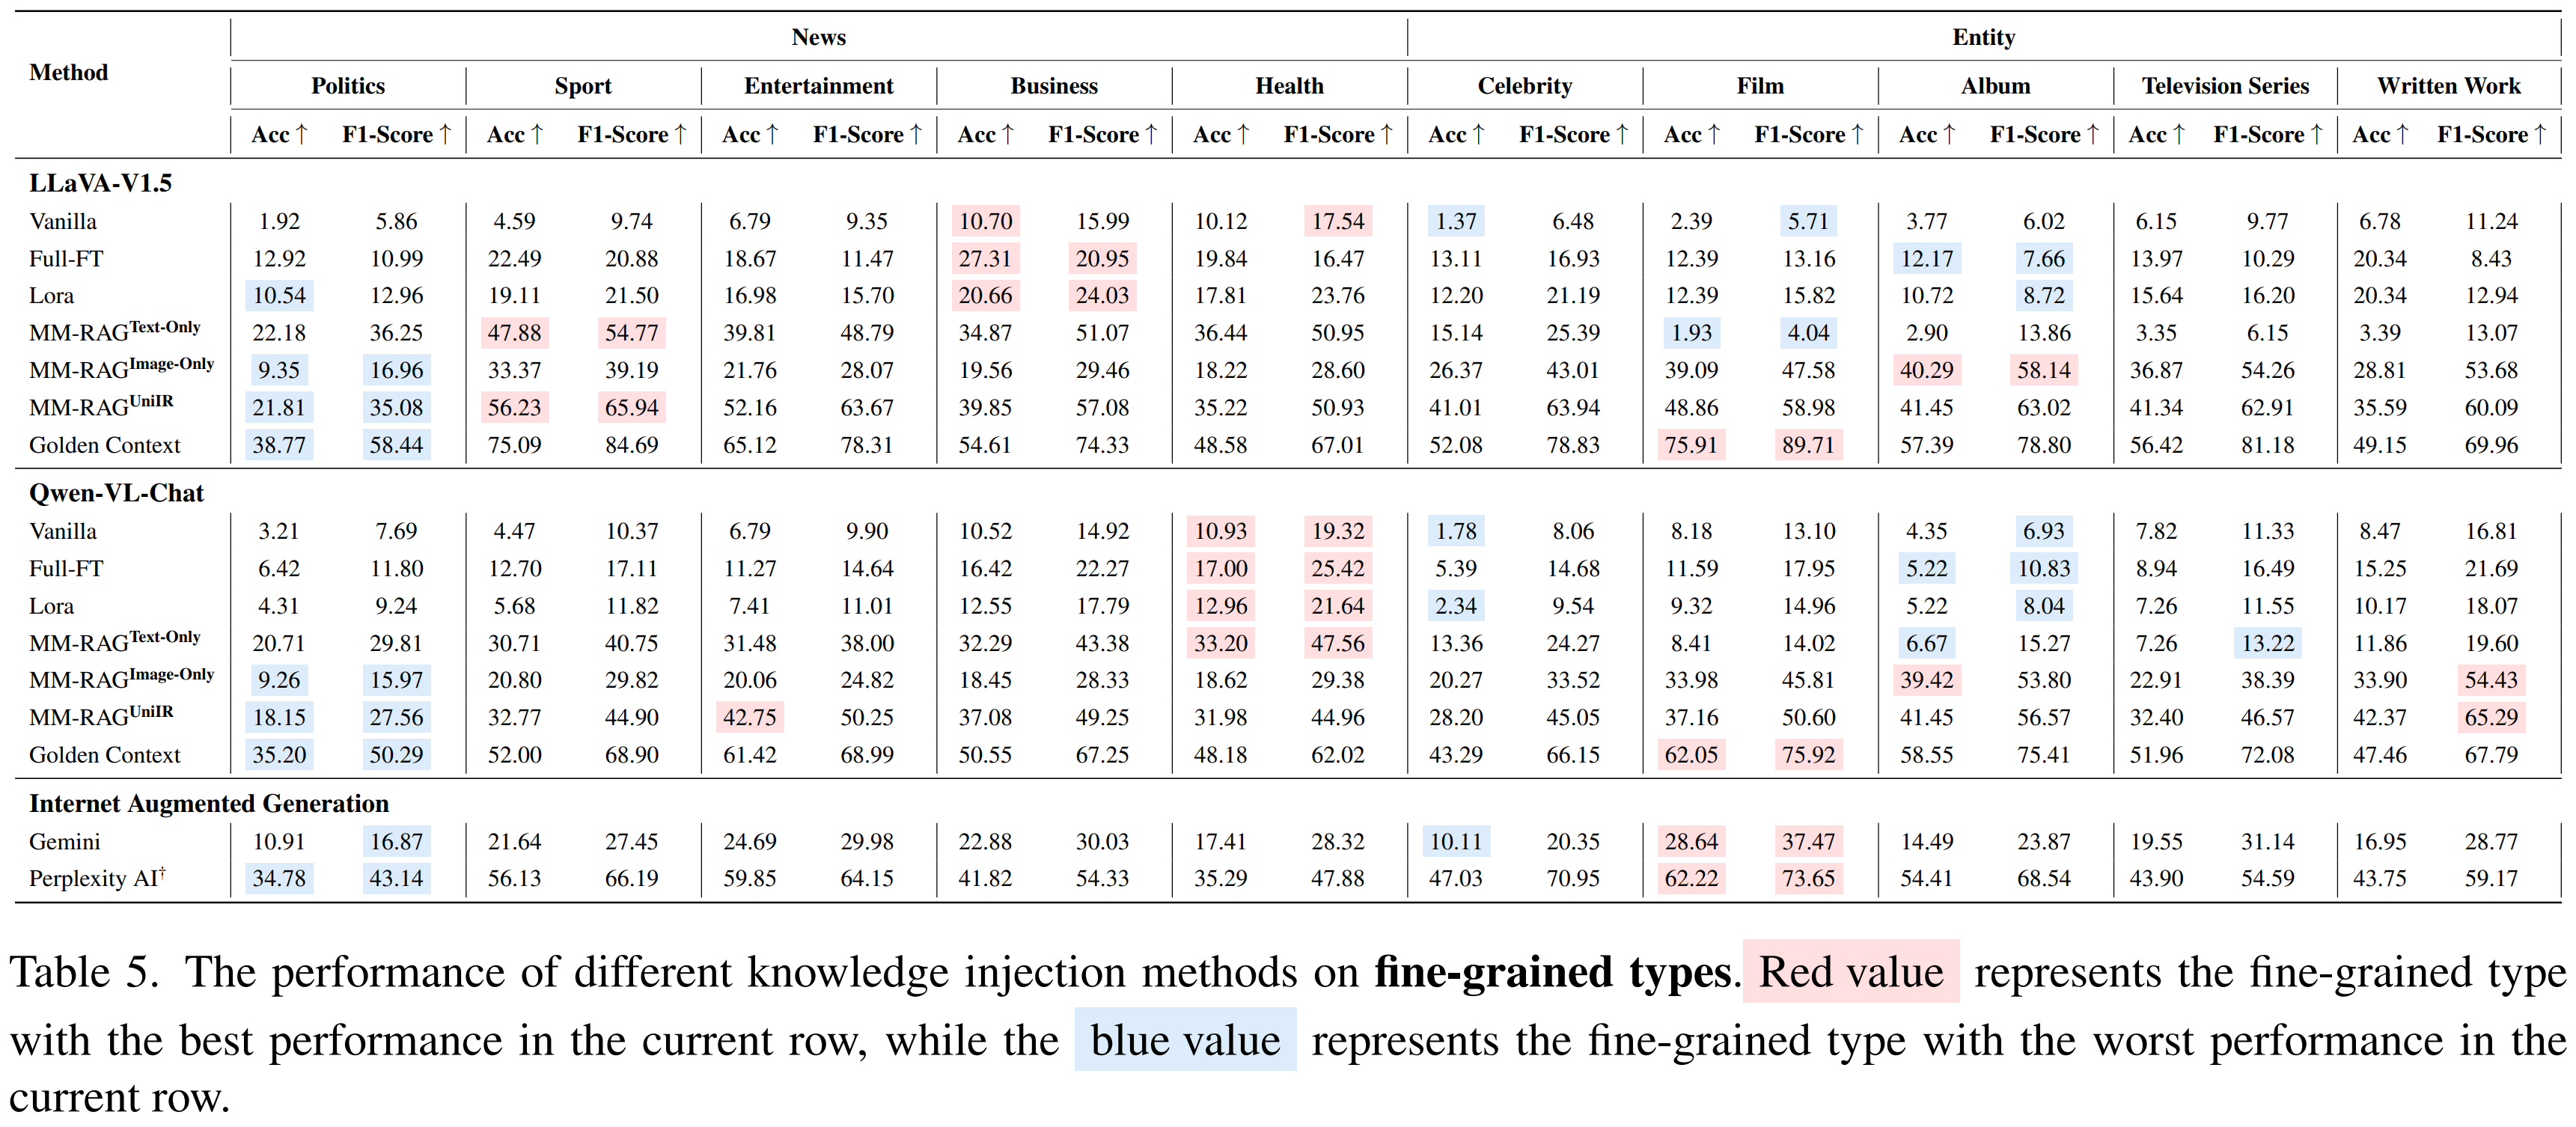 Method News Entity
Politics Sport Entertainment Business Health Celebrity Film Album Television Series Written Work
Acc ↑ F1-Score ↑ Acc ↑ F1-Score ↑ Acc ↑ F1-Score ↑ Acc ↑ F1-Score ↑ Acc ↑ F1-Score ↑ Acc ↑ F1-Score ↑ Acc ↑ F1-Score ↑ Acc ↑ F1-Score ↑ Acc ↑ F1-Score ↑ Acc ↑ F1-Score ↑
LLaVA-V1.5
Vanilla 1.92 5.86 4.59 9.74 6.79 9.35 10.70 15.99 10.12 17.54 1.37 6.48 2.39 5.71 3.77 6.02 6.15 9.77 6.78 11.24
Full-FT 12.92 10.99 22.49 20.88 18.67 11.47 27.31 20.95 19.84 16.47 13.11 16.93 12.39 13.16 12.17 7.66 13.97 10.29 20.34 8.43
Lora 10.54 12.96 19.11 21.50 16.98 15.70 20.66 24.03 17.81 23.76 12.20 21.19 12.39 15.82 10.72 8.72 15.64 16.20 20.34 12.94
MM-RAGText-Only 22.18 36.25 47.88 54.77 39.81 48.79 34.87 51.07 36.44 50.95 15.14 25.39 1.93 4.04 2.90 13.86 3.35 6.15 3.39 13.07
MM-RAGImage-Only 9.35 16.96 33.37 39.19 21.76 28.07 19.56 29.46 18.22 28.60 26.37 43.01 39.09 47.58 40.29 58.14 36.87 54.26 28.81 53.68
MM-RAGUniIR 21.81 35.08 56.23 65.94 52.16 63.67 39.85 57.08 35.22 50.93 41.01 63.94 48.86 58.98 41.45 63.02 41.34 62.91 35.59 60.09
Golden Context 38.77 58.44 75.09 84.69 65.12 78.31 54.61 74.33 48.58 67.01 52.08 78.83 75.91 89.71 57.39 78.80 56.42 81.18 49.15 69.96
Qwen-VL-Chat
Vanilla 3.21 7.69 4.47 10.37 6.79 9.90 10.52 14.92 10.93 19.32 1.78 8.06 8.18 13.10 4.35 6.93 7.82 11.33 8.47 16.81
Full-FT 6.42 11.80 12.70 17.11 11.27 14.64 16.42 22.27 17.00 25.42 5.39 14.68 11.59 17.95 5.22 10.83 8.94 16.49 15.25 21.69
Lora 4.31 9.24 5.68 11.82 7.41 11.01 12.55 17.79 12.96 21.64 2.34 9.54 9.32 14.96 5.22 8.04 7.26 11.55 10.17 18.07
MM-RAGText-Only 20.71 29.81 30.71 40.75 31.48 38.00 32.29 43.38 33.20 47.56 13.36 24.27 8.41 14.02 6.67 15.27 7.26 13.22 11.86 19.60
MM-RAGImage-Only 9.26 15.97 20.80 29.82 20.06 24.82 18.45 28.33 18.62 29.38 20.27 33.52 33.98 45.81 39.42 53.80 22.91 38.39 33.90 54.43
MM-RAGUniIR 18.15 27.56 32.77 44.90 42.75 50.25 37.08 49.25 31.98 44.96 28.20 45.05 37.16 50.60 41.45 56.57 32.40 46.57 42.37 65.29
Golden Context 35.20 50.29 52.00 68.90 61.42 68.99 50.55 67.25 48.18 62.02 43.29 66.15 62.05 75.92 58.55 75.41 51.96 72.08 47.46 67.79
Internet Augmented Generation
Gemini 10.91 16.87 21.64 27.45 24.69 29.98 22.88 30.03 17.41 28.32 10.11 20.35 28.64 37.47 14.49 23.87 19.55 31.14 16.95 28.77
Perplexity AI† 34.78 43.14 56.13 66.19 59.85 64.15 41.82 54.33 35.29 47.88 47.03 70.95 62.22 73.65 54.41 68.54 43.90 54.59 43.75 59.17
Table 5. The performance of different knowledge injection methods on fine-grained types. Red value represents the fine-grained type
with the best performance in the current row, while the blue value represents the fine-grained type with the worst performance in the
current row.